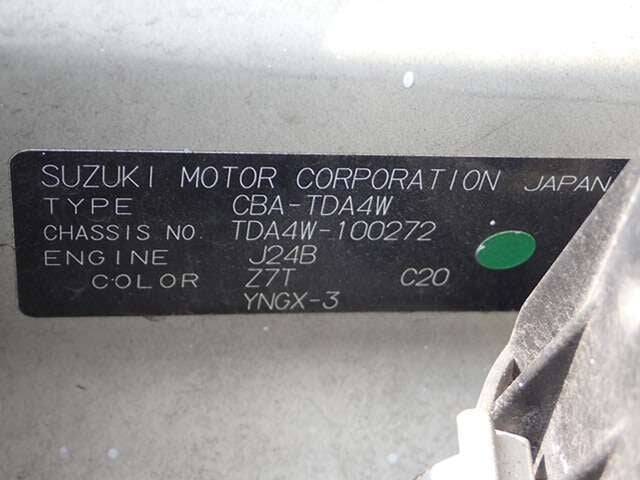 SUZUKI MOTOR CORPORATION JAPAN
TYPE CBA-TDA4W
CHASSIS NO. TDA4W-100272
ENGINE J24B
COLOR Z7T C20
YNGX-3